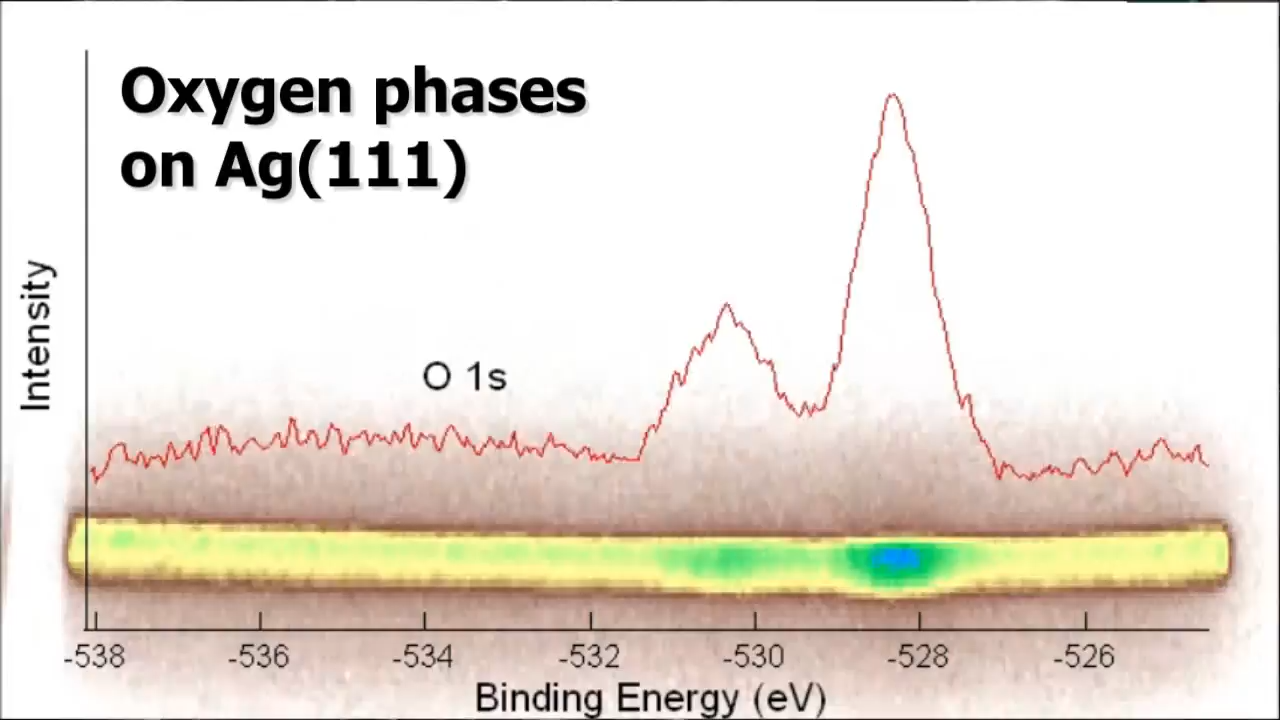 Oxygen phases
on Ag(111)
Intensity
O 1s
-538 -536 -534 -532 -530 -528 -526
Binding Energy (eV)